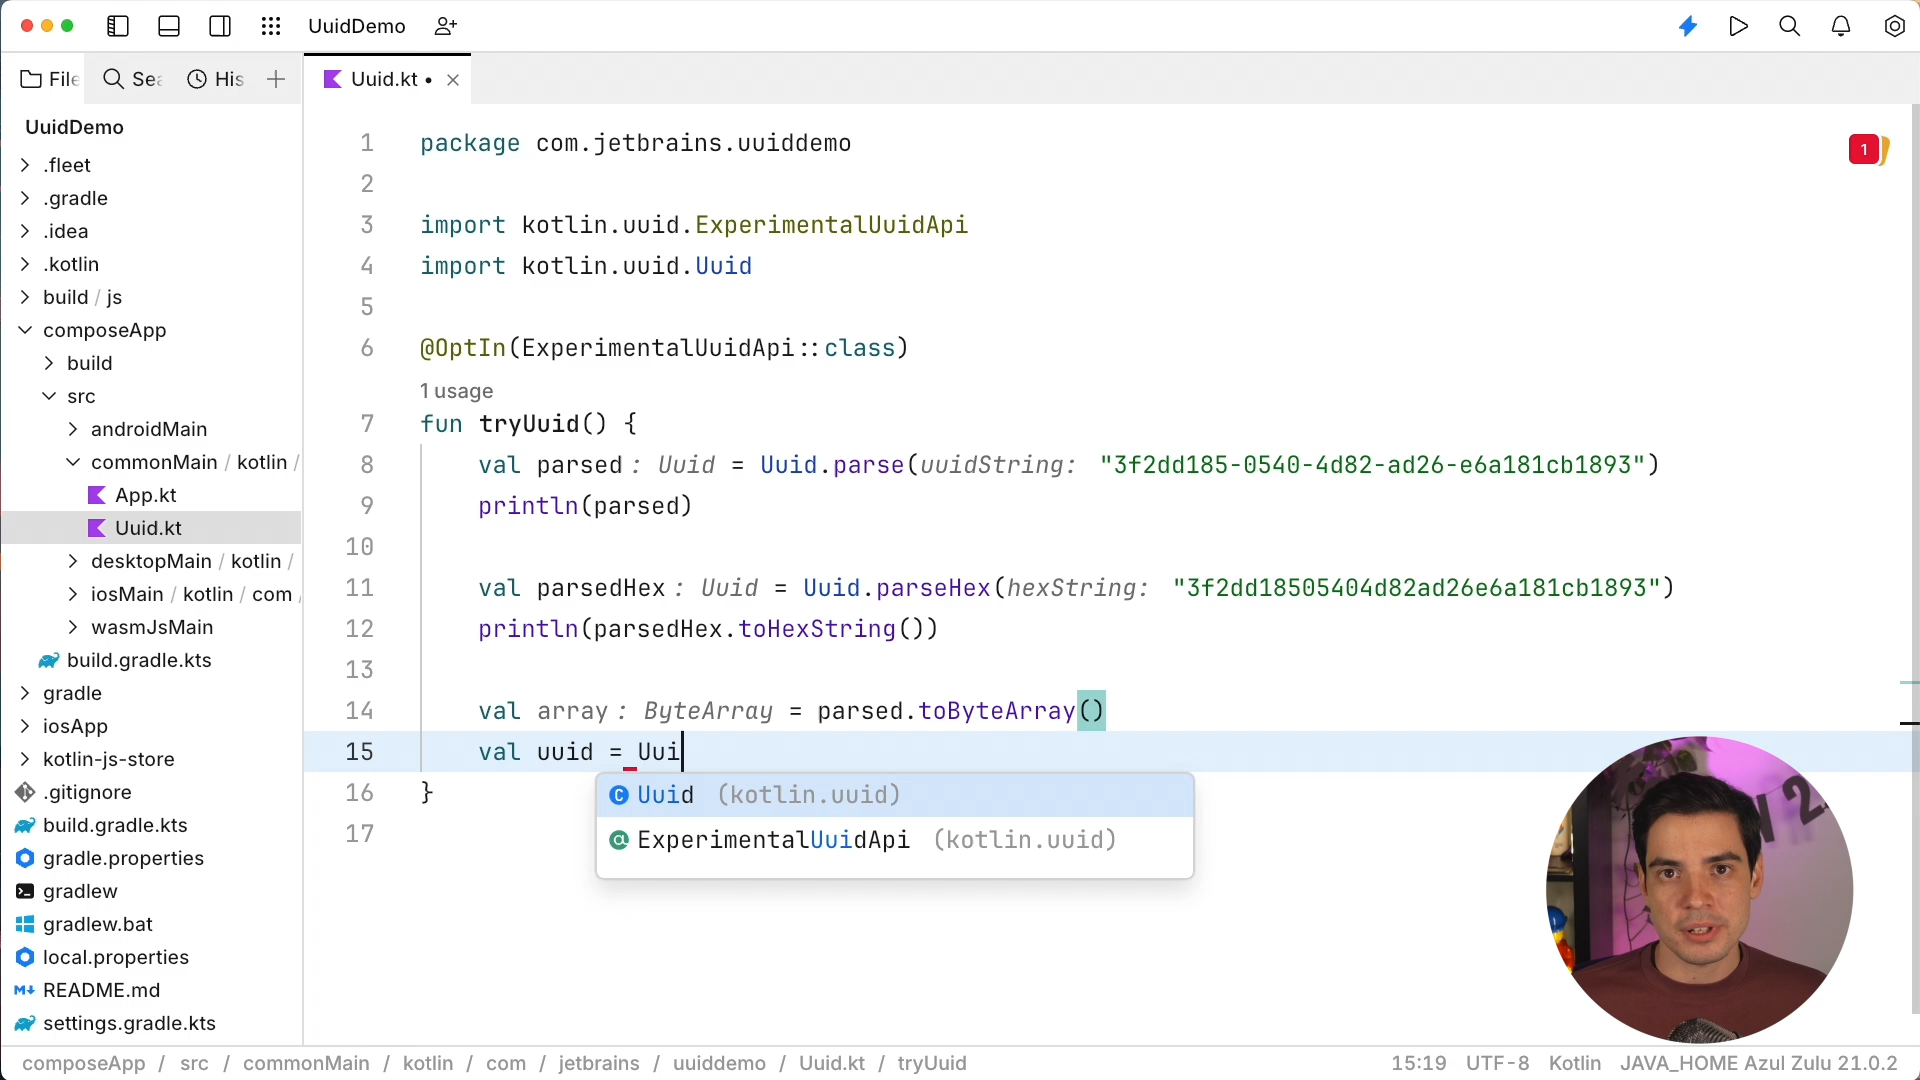 UuidDemo
File
Sea
His
Uuid.kt •
UuidDemo
.fleet
.gradle
.idea
.kotlin
build / js
composeApp
build
src
androidMain
commonMain / kotlin /
App.kt
Uuid.kt
desktopMain / kotlin /
iosMain / kotlin / com /
wasmJsMain
build.gradle.kts
gradle
iosApp
kotlin-js-store
.gitignore
build.gradle.kts
gradle.properties
gradlew
gradlew.bat
local.properties
README.md
settings.gradle.kts
1 package com.jetbrains.uuiddemo
1
2
3 import kotlin.uuid.ExperimentalUuidApi
4 import kotlin.uuid.Uuid
5
6 @OptIn(ExperimentalUuidApi::class)
1 usage
7 fun tryUuid() {
8 val parsed: Uuid = Uuid.parse(uuidString: "3f2dd185-0540-4d82-ad26-e6a181cb1893")
9 println(parsed)
10
11 val parsedHex: Uuid = Uuid.parseHex(hexString: "3f2dd18505404d82ad26e6a181cb1893")
12 println(parsedHex.toHexString())
13
14 val array: ByteArray = parsed.toByteArray()
15 val uuid = Uui
16 }
17
Uuid (kotlin.uuid)
ExperimentalUuidApi (kotlin.uuid)
composeApp / src / commonMain / kotlin / com / jetbrains / uuiddemo / Uuid.kt / tryUuid
15:19 UTF-8 Kotlin JAVA_HOME Azul Zulu 21.0.2